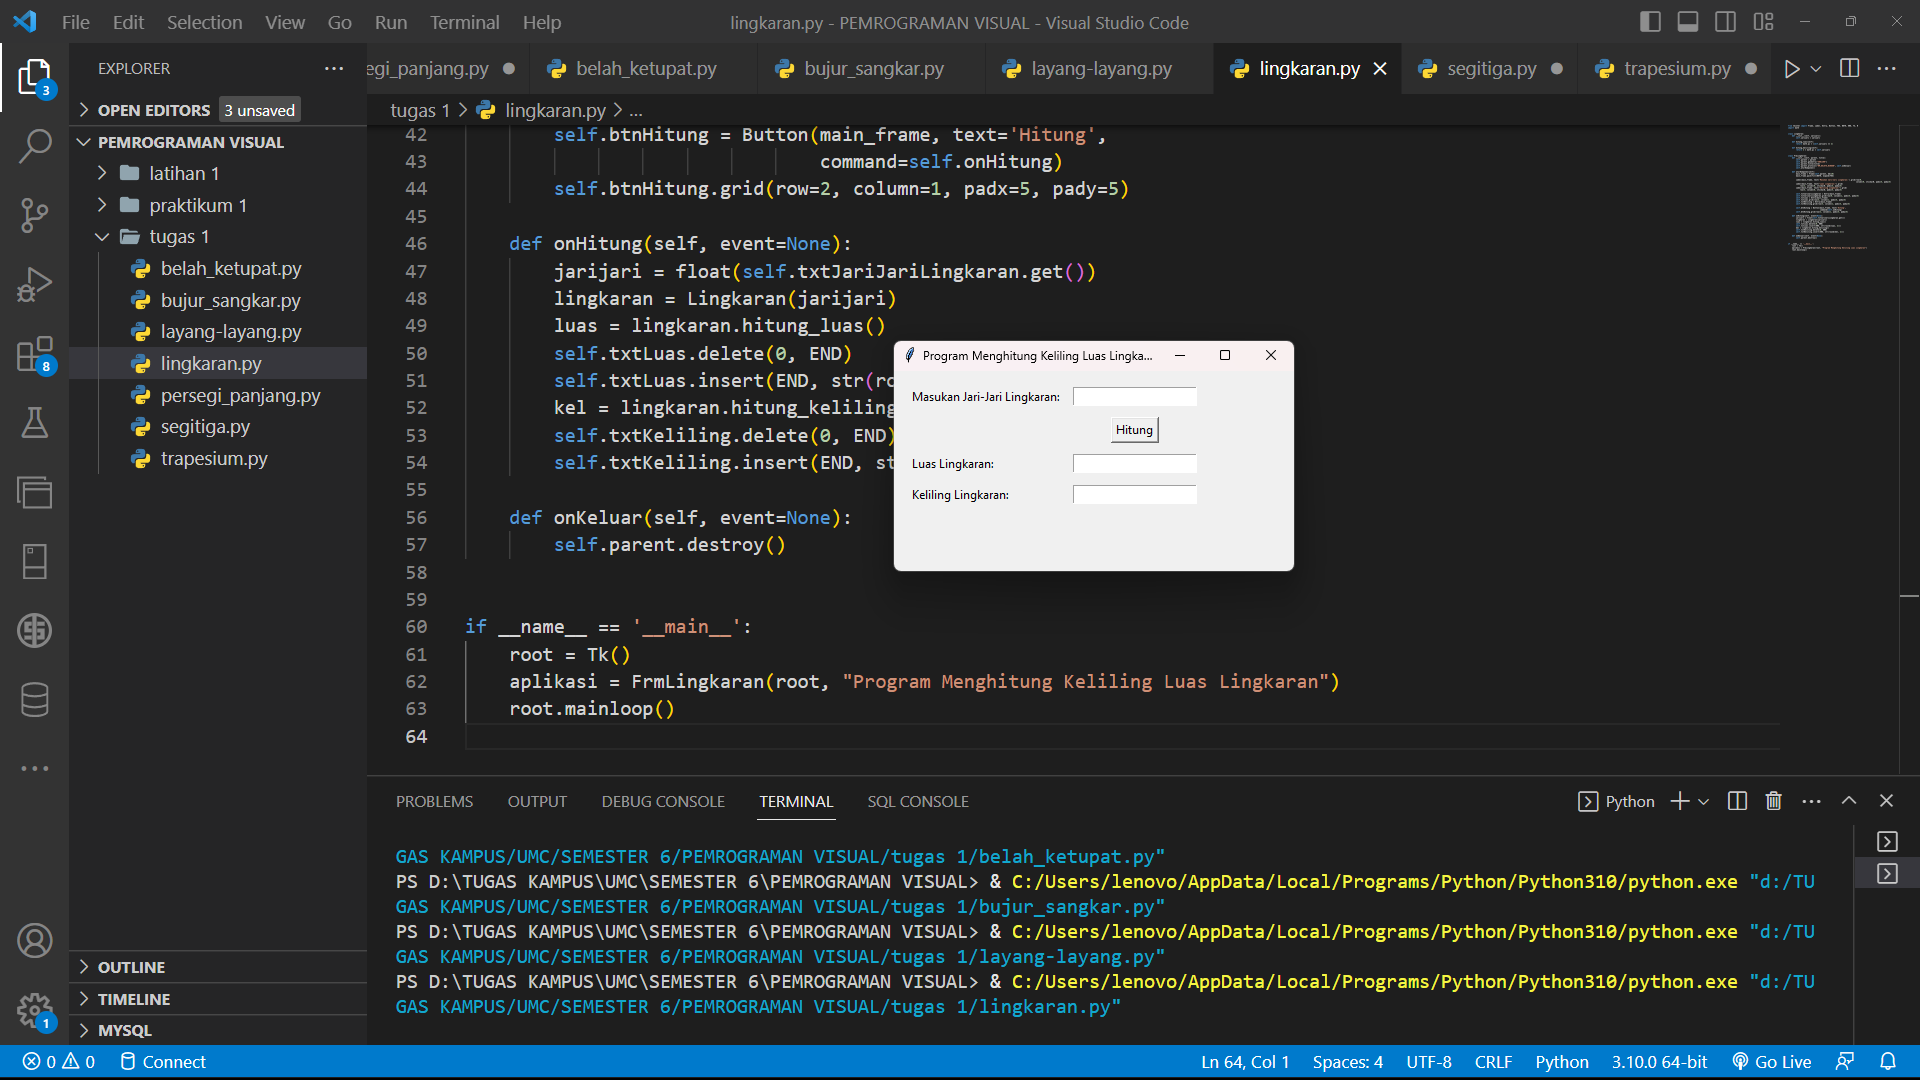 File Edit Selection View Go Run Terminal Help
lingkaran.py - PEMROGRAMAN VISUAL - Visual Studio Code
EXPLORER
OPEN EDITORS 3 unsaved
PEMROGRAMAN VISUAL
latihan 1
praktikum 1
tugas 1
belah_ketupat.py
bujur_sangkar.py
layang-layang.py
lingkaran.py
persegi_panjang.py
segitiga.py
trapesium.py
OUTLINE
TIMELINE
MYSQL
3
8
1
egi_panjang.py belah_ketupat.py bujur_sangkar.py layang-layang.py lingkaran.py segitiga.py trapesium.py
tugas 1 > lingkaran.py > ...
42 self.btnHitung = Button(main_frame, text='Hitung',
43 command=self.onHitung)
44 self.btnHitung.grid(row=2, column=1, padx=5, pady=5)
45
46 def onHitung(self, event=None):
47 jarijari = float(self.txtJariJariLingkaran.get())
48 lingkaran = Lingkaran(jarijari)
49 luas = lingkaran.hitung_luas()
50 self.txtLuas.delete(0, END)
51 self.txtLuas.insert(END, str(ro
52 kel = lingkaran.hitung_keliling
53 self.txtKeliling.delete(0, END)
54 self.txtKeliling.insert(END, st
55
56 def onKeluar(self, event=None):
57 self.parent.destroy()
58
59
60 if __name__ == '__main__':
61 root = Tk()
62 aplikasi = FrmLingkaran(root, "Program Menghitung Keliling Luas Lingkaran")
63 root.mainloop()
64
Program Menghitung Keliling Luas Lingka...
Masukan Jari-Jari Lingkaran:
Hitung
Luas Lingkaran:
Keliling Lingkaran:
PROBLEMS OUTPUT DEBUG CONSOLE TERMINAL SQL CONSOLE
Python
GAS KAMPUS/UMC/SEMESTER 6/PEMROGRAMAN VISUAL/tugas 1/belah_ketupat.py"
PS D:\TUGAS KAMPUS\UMC\SEMESTER 6\PEMROGRAMAN VISUAL> & C:/Users/lenovo/AppData/Local/Programs/Python/Python310/python.exe "d:/TU
GAS KAMPUS/UMC/SEMESTER 6/PEMROGRAMAN VISUAL/tugas 1/bujur_sangkar.py"
PS D:\TUGAS KAMPUS\UMC\SEMESTER 6\PEMROGRAMAN VISUAL> & C:/Users/lenovo/AppData/Local/Programs/Python/Python310/python.exe "d:/TU
GAS KAMPUS/UMC/SEMESTER 6/PEMROGRAMAN VISUAL/tugas 1/layang-layang.py"
PS D:\TUGAS KAMPUS\UMC\SEMESTER 6\PEMROGRAMAN VISUAL> & C:/Users/lenovo/AppData/Local/Programs/Python/Python310/python.exe "d:/TU
GAS KAMPUS/UMC/SEMESTER 6/PEMROGRAMAN VISUAL/tugas 1/lingkaran.py"
0 0 Connect
Ln 64, Col 1 Spaces: 4 UTF-8 CRLF Python 3.10.0 64-bit Go Live